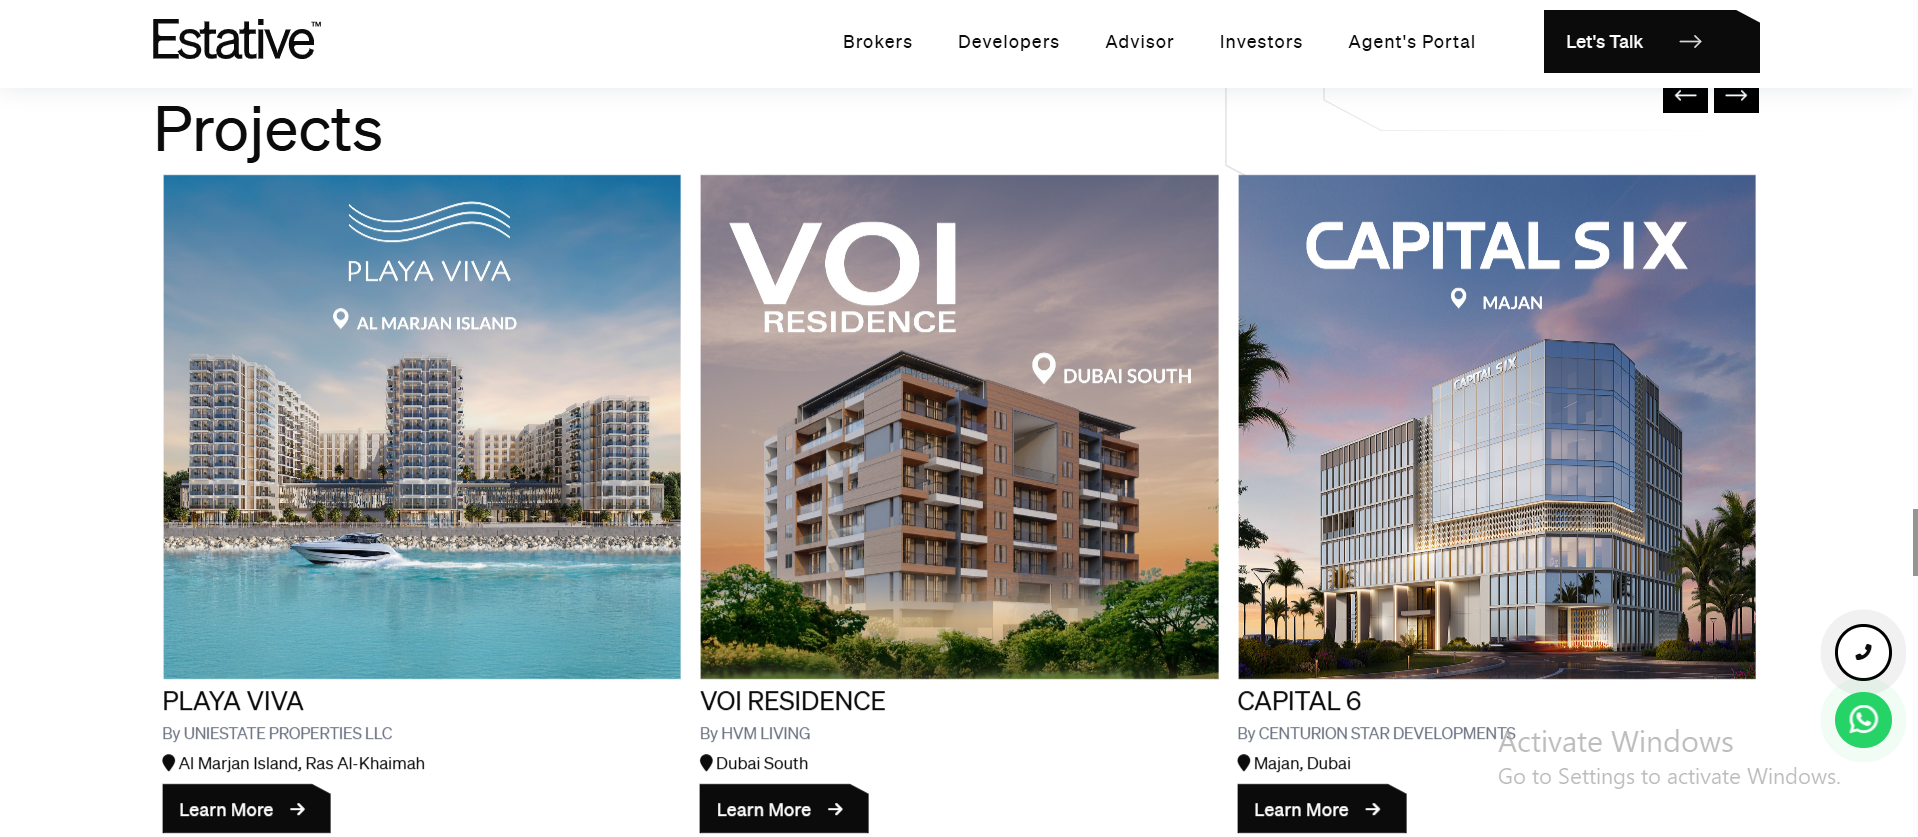 Estative™
Brokers
Developers
Advisor
Investors
Agent's Portal
Let's Talk
Projects
PLAYA VIVA
AL MARJAN ISLAND
VOI
RESIDENCE
DUBAI SOUTH
CAPITAL SIX
MAJAN
CAPITAL SIX
PLAYA VIVA
By UNIESTATE PROPERTIES LLC
Al Marjan Island, Ras Al-Khaimah
Learn More
VOI RESIDENCE
By HVM LIVING
Dubai South
Learn More
CAPITAL 6
By CENTURION STAR DEVELOPMENTS
Majan, Dubai
Learn More
Activate Windows
Go to Settings to activate Windows.